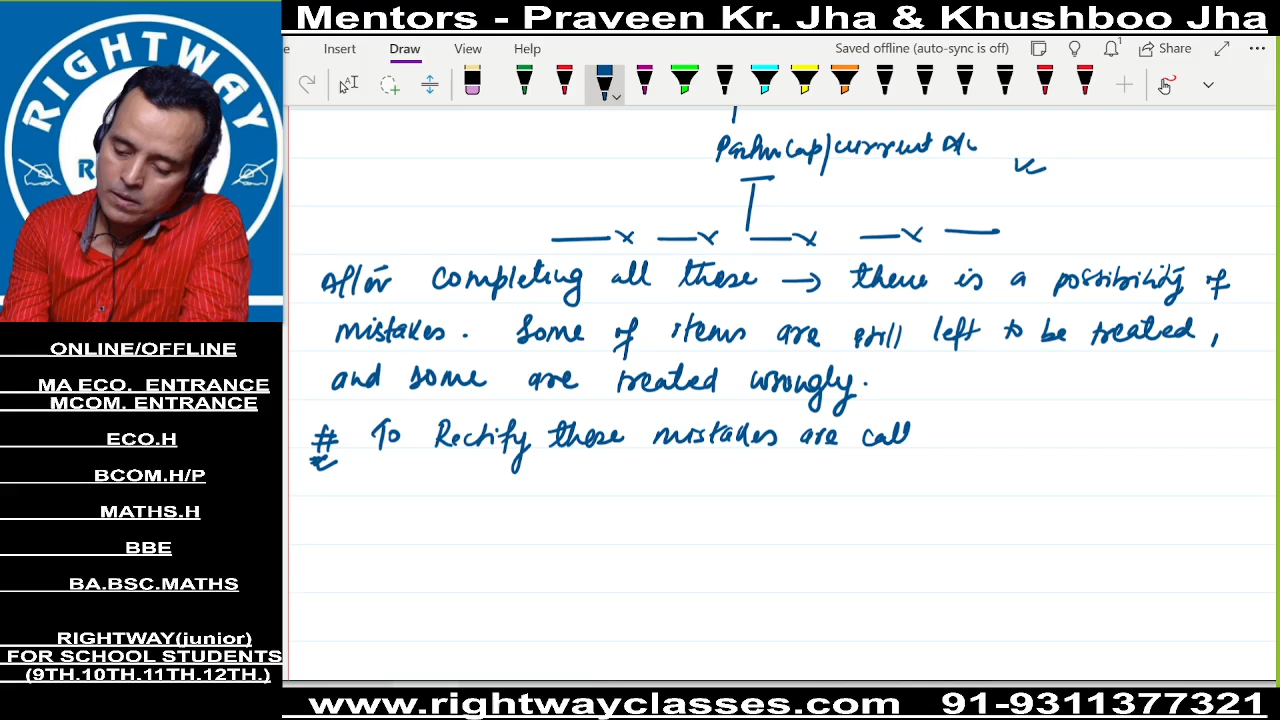 Mentors - Praveen Kr. Jha & Khushboo Jha
RIGHTWAY
Insert Draw View Help Saved offline (auto-sync is off) Share
Partner Cap/current A/c
After completing all these → there is a possibility of
mistakes. Some of items are still left to be treated,
and some are treated wrongly.
# To Rectify these mistakes are call
ONLINE/OFFLINE
MA ECO. ENTRANCE
MCOM. ENTRANCE
ECO.H
BCOM.H/P
MATHS.H
BBE
BA.BSC.MATHS
RIGHTWAY(junior)
FOR SCHOOL STUDENTS
(9TH.10TH.11TH.12TH.)
www.rightwayclasses.com 91-9311377321